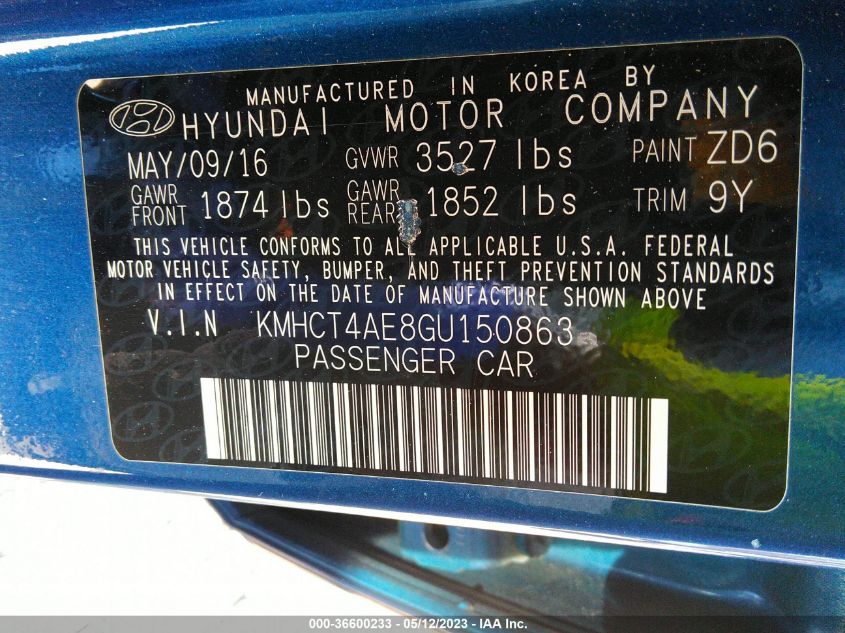 MANUFACTURED IN KOREA BY
HYUNDAI MOTOR COMPANY
MAY/09/16 GVWR 3527 lbs PAINT ZD6
GAWR FRONT 1874 lbs GAWR REAR 1852 lbs TRIM 9Y
THIS VEHICLE CONFORMS TO ALL APPLICABLE U.S.A. FEDERAL
MOTOR VEHICLE SAFETY, BUMPER, AND THEFT PREVENTION STANDARDS
IN EFFECT ON THE DATE OF MANUFACTURE SHOWN ABOVE
V.I.N KMHCT4AE8GU150863
PASSENGER CAR
000-36600233 - 05/12/2023 - IAA Inc.